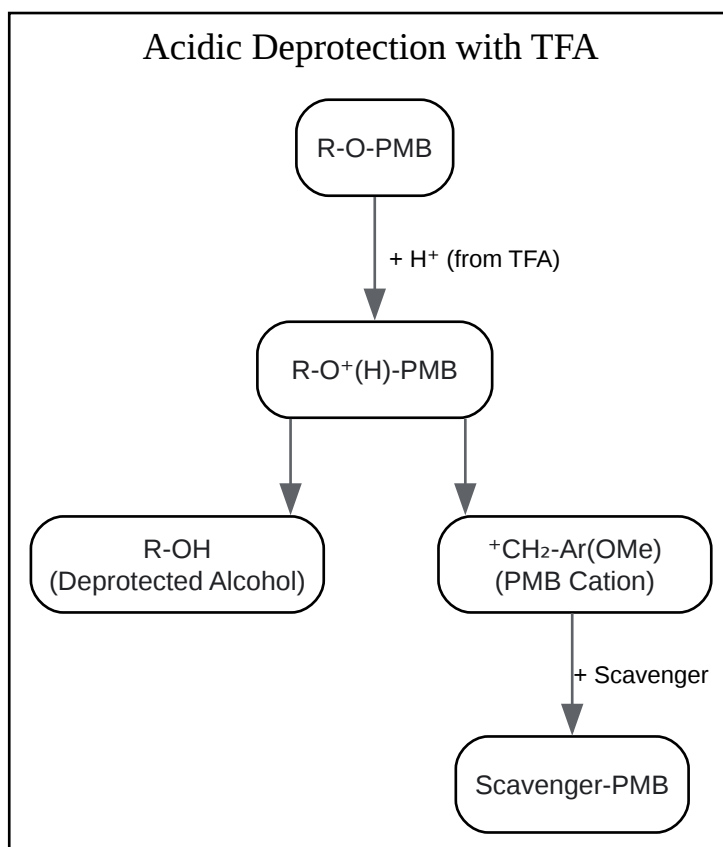 Acidic Deprotection with TFA
R-O-PMB
+ H⁺ (from TFA)
R-O⁺(H)-PMB
R-OH
(Deprotected Alcohol)
⁺CH₂-Ar(OMe)
(PMB Cation)
+ Scavenger
Scavenger-PMB